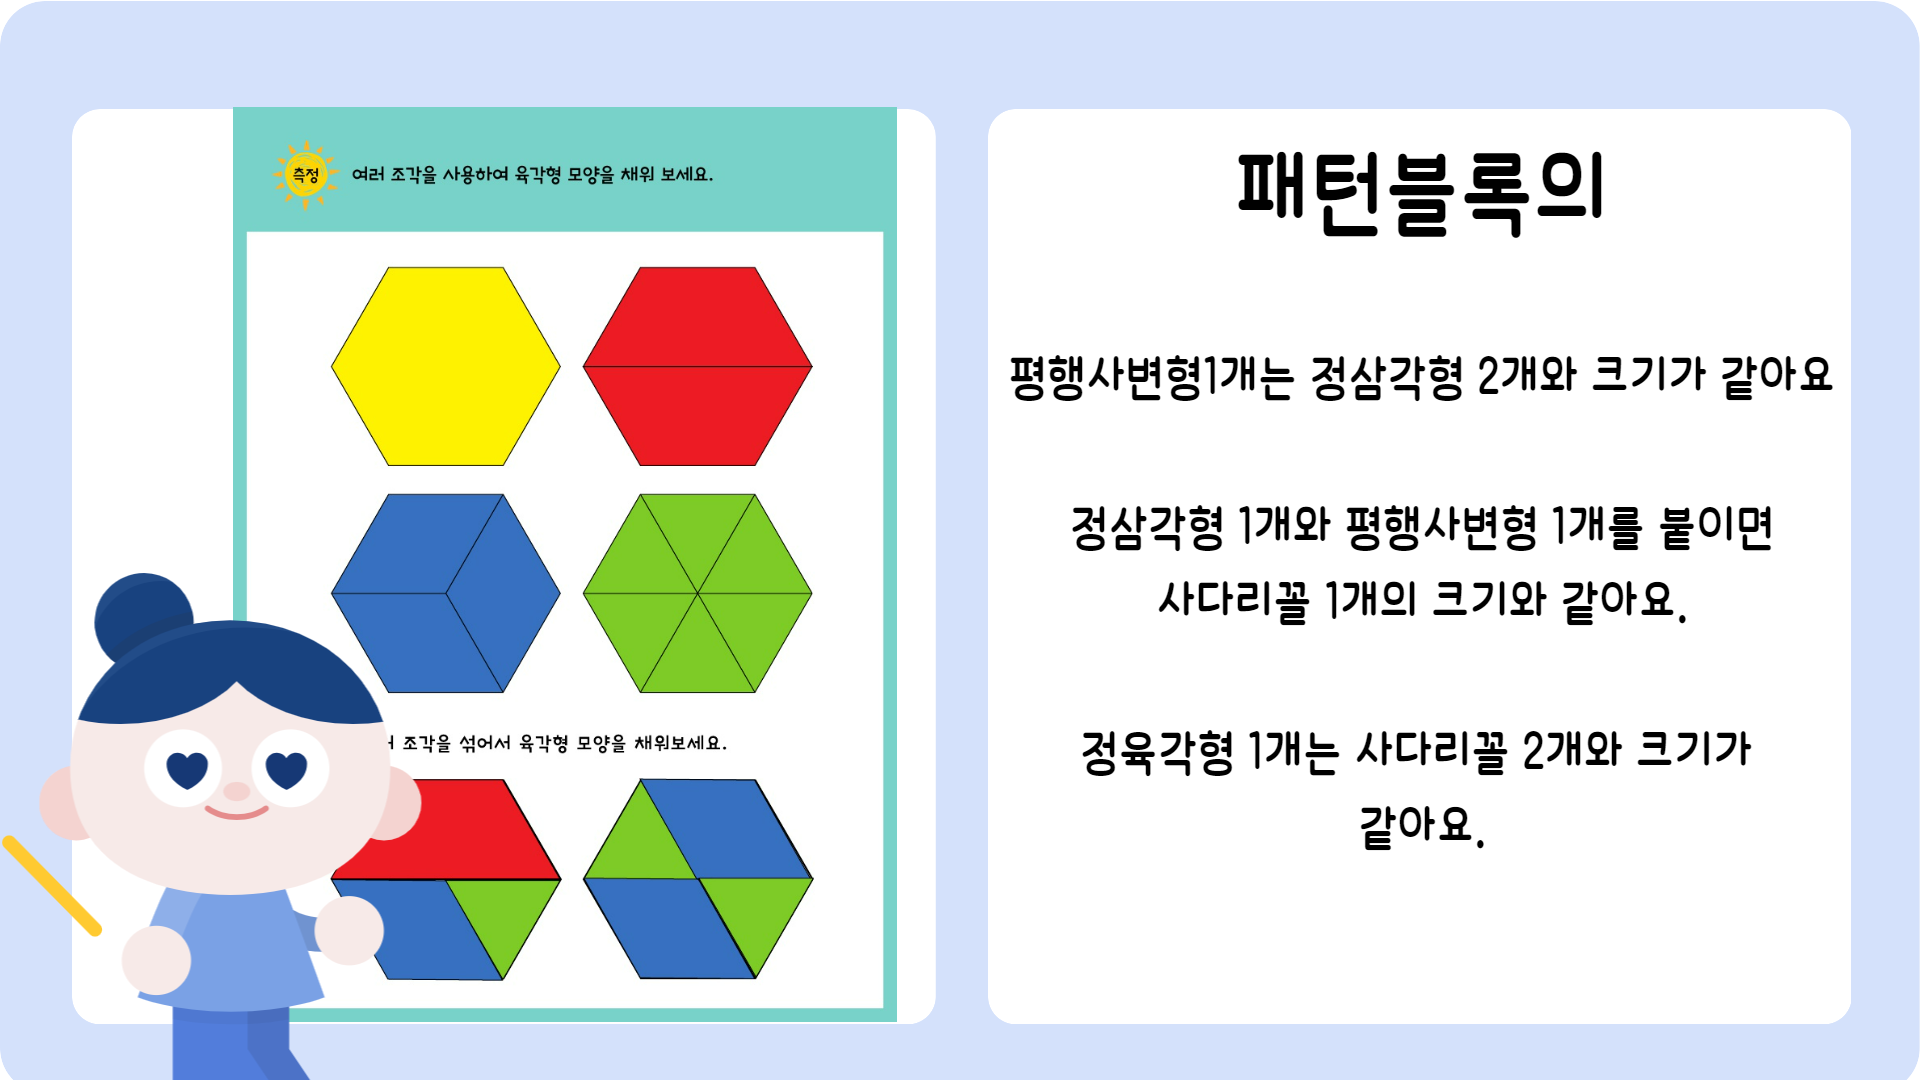 측정
여러 조각을 사용하여 육각형 모양을 채워 보세요.
조각을 섞어서 육각형 모양을 채워보세요.
패턴블록의
평행사변형1개는 정삼각형 2개와 크기가 같아요
정삼각형 1개와 평행사변형 1개를 붙이면
사다리꼴 1개의 크기와 같아요.
정육각형 1개는 사다리꼴 2개와 크기가
같아요.